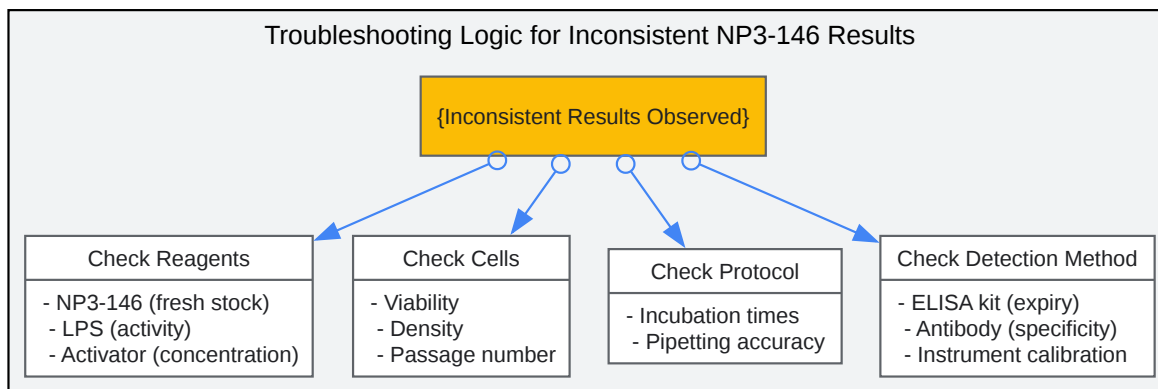 Troubleshooting Logic for Inconsistent NP3-146 Results
{Inconsistent Results Observed}
Check Reagents
- NP3-146 (fresh stock)
- LPS (activity)
- Activator (concentration)
Check Cells
- Viability
- Density
- Passage number
Check Protocol
- Incubation times
- Pipetting accuracy
Check Detection Method
- ELISA kit (expiry)
- Antibody (specificity)
- Instrument calibration